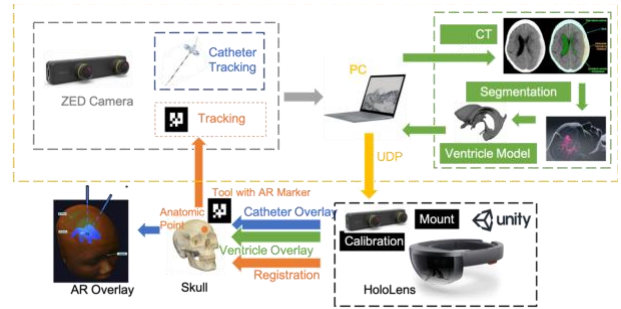 CT
Catheter
Tracking
PC
ZED Camera
Segmentation
Tracking
Ventricle Model
UDP
Tool with AR Marker
Anatomic
Point
Catheter Overlay
Mount
unity
Ventricle Overlay
Calibration
Registration
AR Overlay
Skull
HoloLens